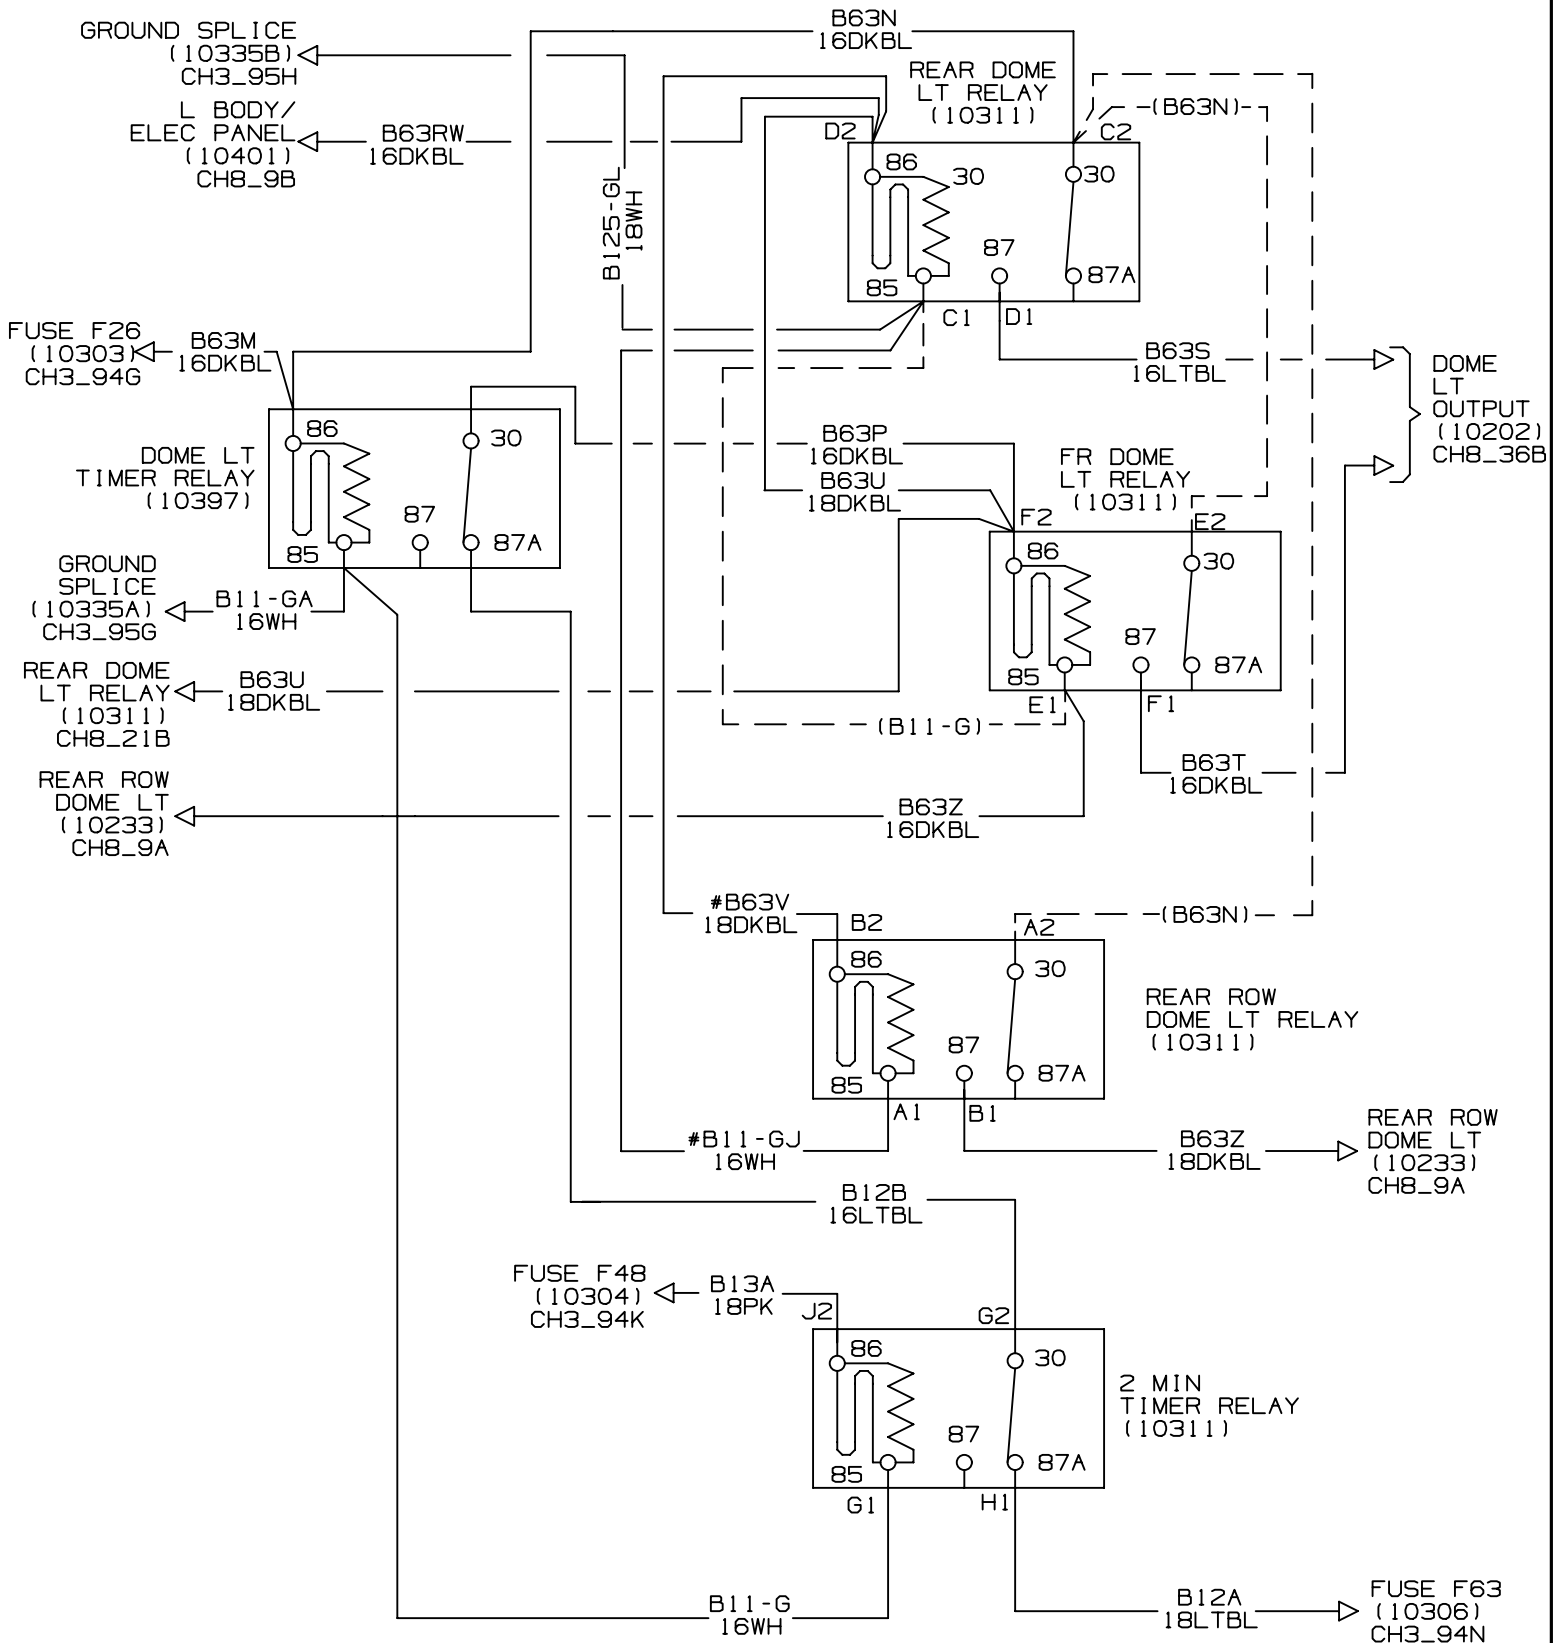 GROUND SPLICE
(10335B)
CH3_95H
L BODY/
ELEC PANEL
(10401)
CH8_9B
B63RW
16DKBL
B63N
16DKBL
REAR DOME
LT RELAY
(10311)
(B63N)
D2
C2
86
30
30
87
85
87A
C1
D1
B125-GL
18WH
FUSE F26
(10303)
CH3_94G
B63M
16DKBL
B63S
16LTBL
DOME
LT
OUTPUT
(10202)
CH8_36B
DOME LT
TIMER RELAY
(10397)
86
30
87
85
87A
B63P
16DKBL
B63U
18DKBL
FR DOME
LT RELAY
(10311)
F2
E2
86
30
87
85
87A
E1
F1
GROUND
SPLICE
(10335A)
CH3_95G
B11-GA
16WH
REAR DOME
LT RELAY
(10311)
CH8_21B
B63U
18DKBL
(B11-G)
B63T
16DKBL
REAR ROW
DOME LT
(10233)
CH8_9A
B63Z
16DKBL
#B63V
18DKBL
(B63N)
B2
A2
86
30
87
85
87A
A1
B1
REAR ROW
DOME LT RELAY
(10311)
#B11-GJ
16WH
B63Z
18DKBL
REAR ROW
DOME LT
(10233)
CH8_9A
B12B
16LTBL
FUSE F48
(10304)
CH3_94K
B13A
18PK
J2
G2
86
30
87
85
87A
G1
H1
2 MIN
TIMER RELAY
(10311)
B11-G
16WH
B12A
18LTBL
FUSE F63
(10306)
CH3_94N